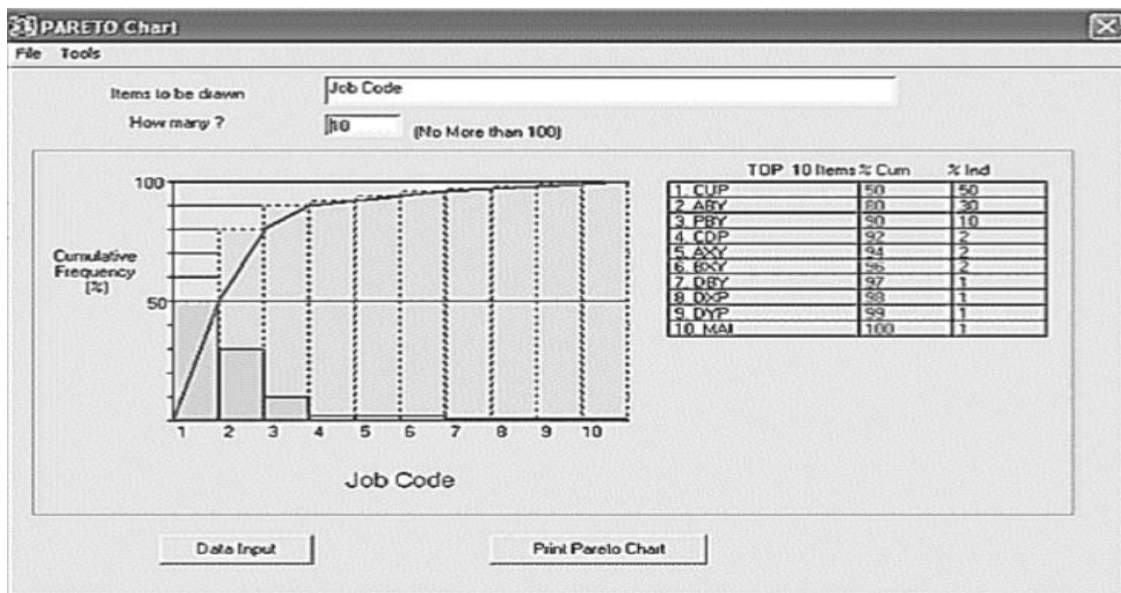 PARETO Chart
File Tools
Items to be drawn Job Code
How many ? 10 (No More than 100)
TOP 10 Items % Cum % Ind
1. CUP 50 50
2. ABY 80 30
3. PBY 90 10
4. CDP 92 2
5. AXY 94 2
6. BXY 96 2
7. DBY 97 1
8. DXP 98 1
9. DYP 99 1
10. MAI 100 1
100
Cumulative
Frequency
(%)
50
1 2 3 4 5 6 7 8 9 10
Job Code
Data Input Print Pareto Chart